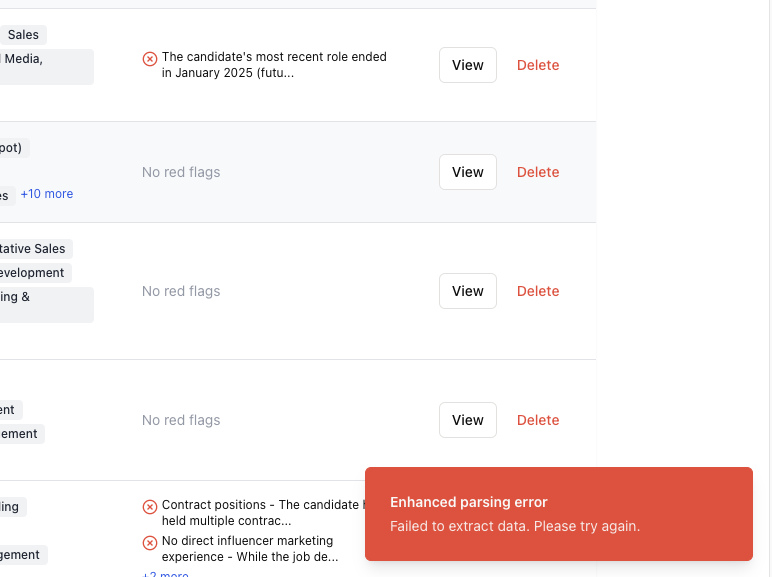 Sales
Media,
The candidate's most recent role ended
in January 2025 (futu...
View
Delete
pot)
+10 more
No red flags
View
Delete
tative Sales
evelopment
ing &
No red flags
View
Delete
ent
ement
No red flags
View
Delete
ling
gement
Contract positions - The candidate
held multiple contrac...
No direct influencer marketing
experience - While the job de...
+2 more
Enhanced parsing error
Failed to extract data. Please try again.